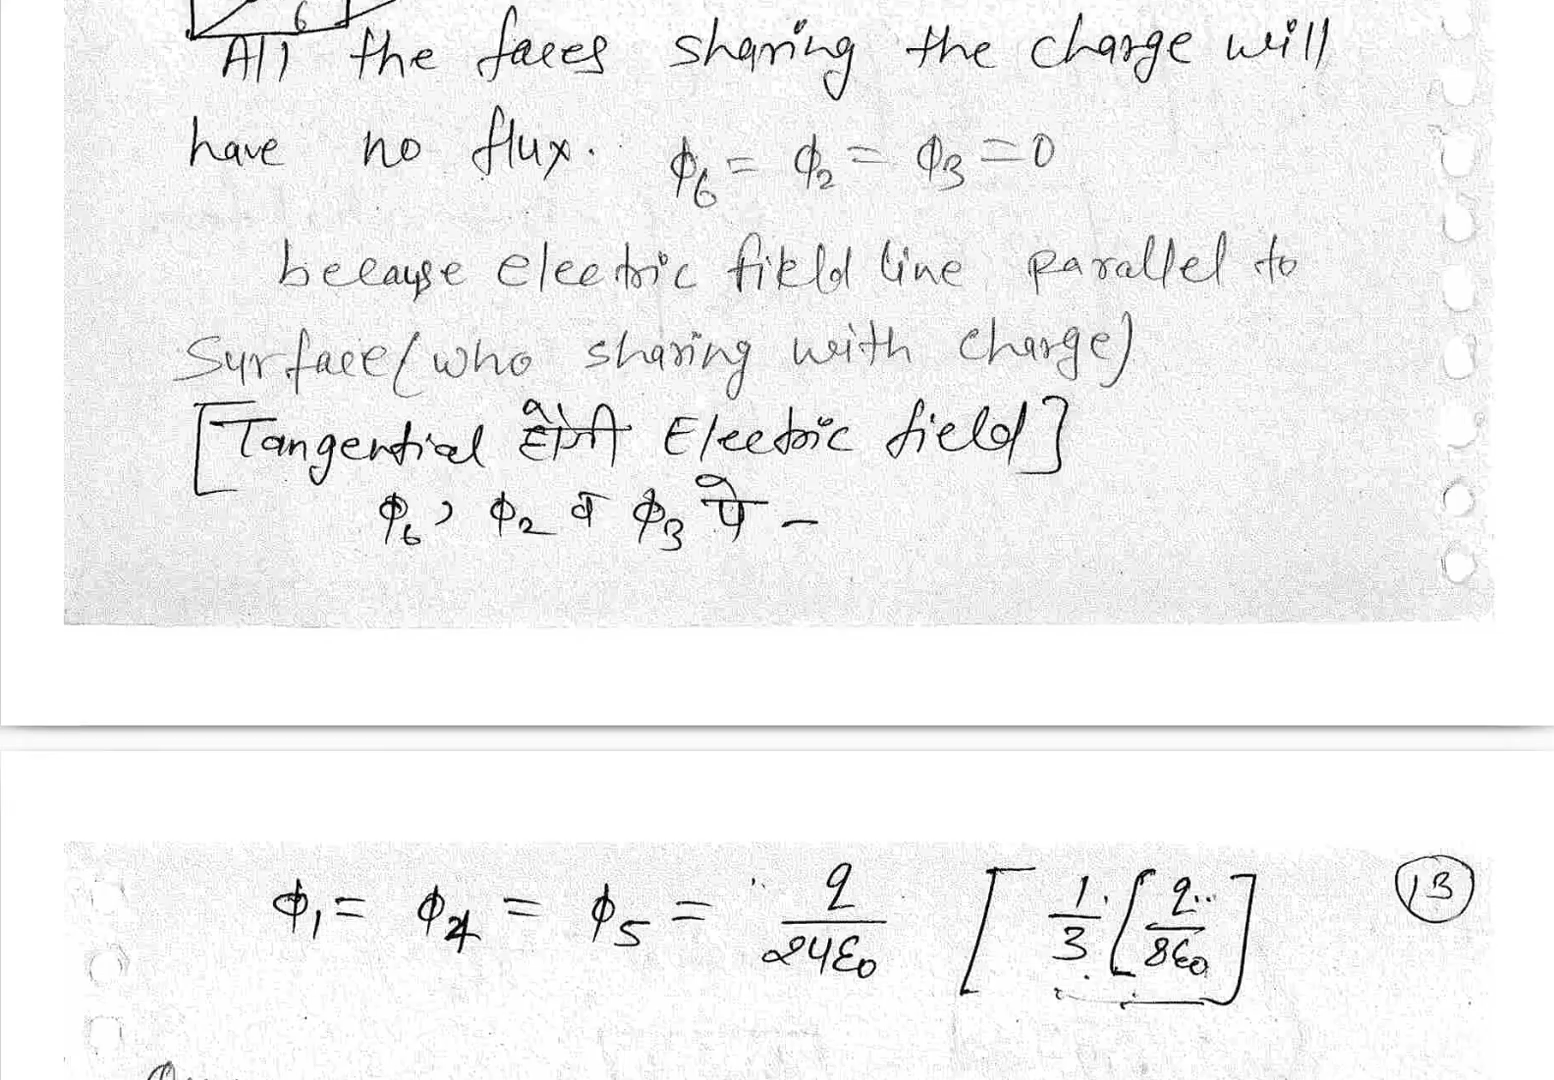 6
All the faces sharing the charge will
have no flux. ϕ₆ = ϕ₂ = ϕ₃ = 0
because electric field line parallel to
Surface (who sharing with charge)
[Tangential होगी Electric field]
ϕ₆, ϕ₂ व ϕ₃ पे -
ϕ₁ = ϕ₄ = ϕ₅ = q/24ε₀ [1/3 (q/8ε₀]
13